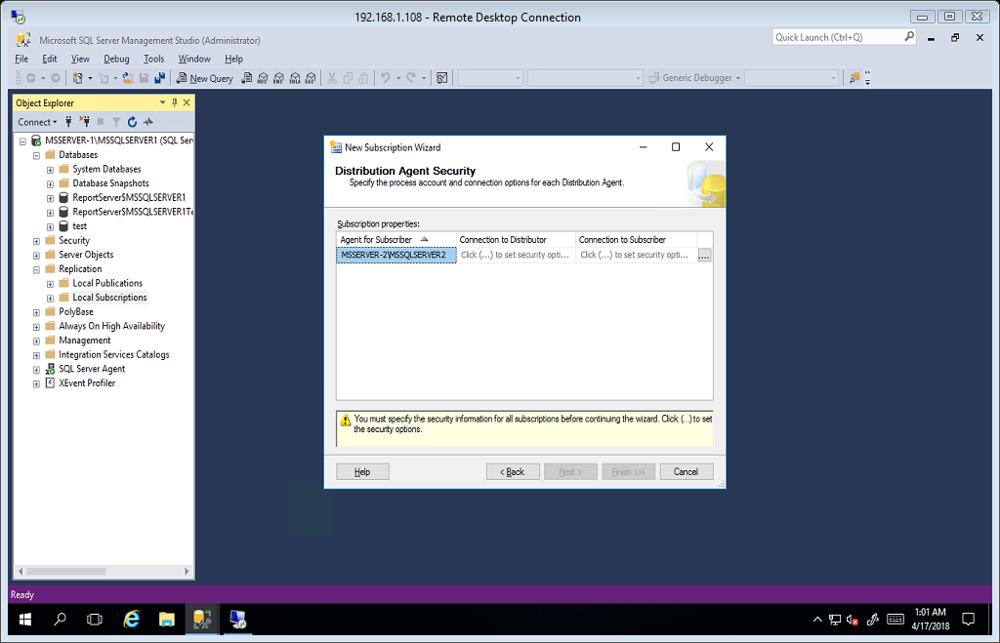 192.168.1.108 - Remote Desktop Connection
Microsoft SQL Server Management Studio (Administrator)
Quick Launch (Ctrl+Q)
File Edit View Debug Tools Window Help
New Query
Generic Debugger
Object Explorer
Connect
MSSERVER-1\MSSQLSERVER1 (SQL Ser
Databases
System Databases
Database Snapshots
ReportServer$MSSQLSERVER1
ReportServer$MSSQLSERVER1Te
test
Security
Server Objects
Replication
Local Publications
Local Subscriptions
PolyBase
Always On High Availability
Management
Integration Services Catalogs
SQL Server Agent
XEvent Profiler
New Subscription Wizard
Distribution Agent Security
Specify the process account and connection options for each Distribution Agent.
Subscription properties:
Agent for Subscriber Connection to Distributor Connection to Subscriber
MSSERVER-2\MSSQLSERVER2 Click (...) to set security opti... Click (...) to set security opti... ....
You must specify the security information for all subscriptions before continuing the wizard. Click (...) to set
the security options.
Help < Back Next > Finish >>| Cancel
Ready
1:01 AM
4/17/2018